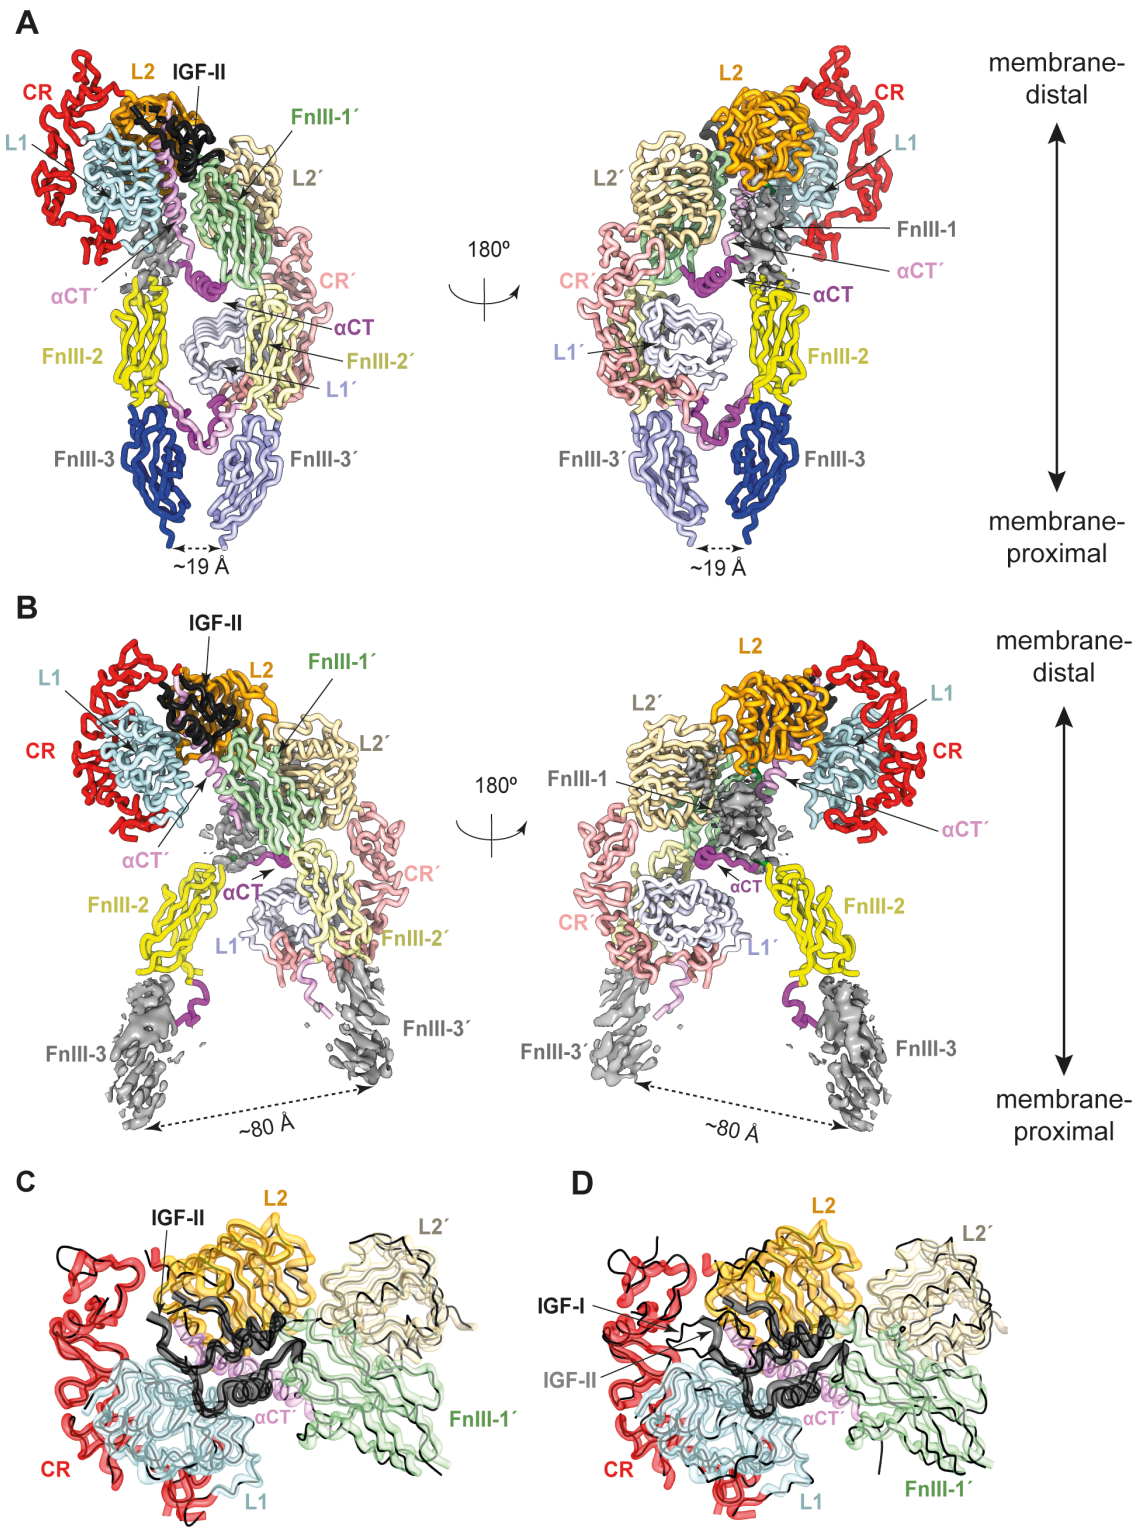 A
L2
IGF-II
CR
FnIII-1´
L1
L2´
αCT´
CR´
αCT
FnIII-2
FnIII-2´
L1´
FnIII-3
FnIII-3´
~19 Å
180º
L2
CR
L1
L2´
FnIII-1
CR´
αCT´
αCT
L1´
FnIII-2
FnIII-3´
FnIII-3
~19 Å
membrane-
distal
membrane-
proximal
B
IGF-II
FnIII-1´
L2
L1
L2´
CR
αCT´
CR´
αCT
FnIII-2
L1´
FnIII-2´
FnIII-3´
FnIII-3
~80 Å
180º
L2
L2´
L1
CR
FnIII-1
αCT´
αCT
FnIII-2
CR´
L1´
FnIII-3´
FnIII-3
~80 Å
membrane-
distal
membrane-
proximal
C
L2
IGF-II
L2´
αCT´
FnIII-1´
CR
L1
D
L2
L2´
IGF-I
IGF-II
αCT´
CR
L1
FnIII-1´